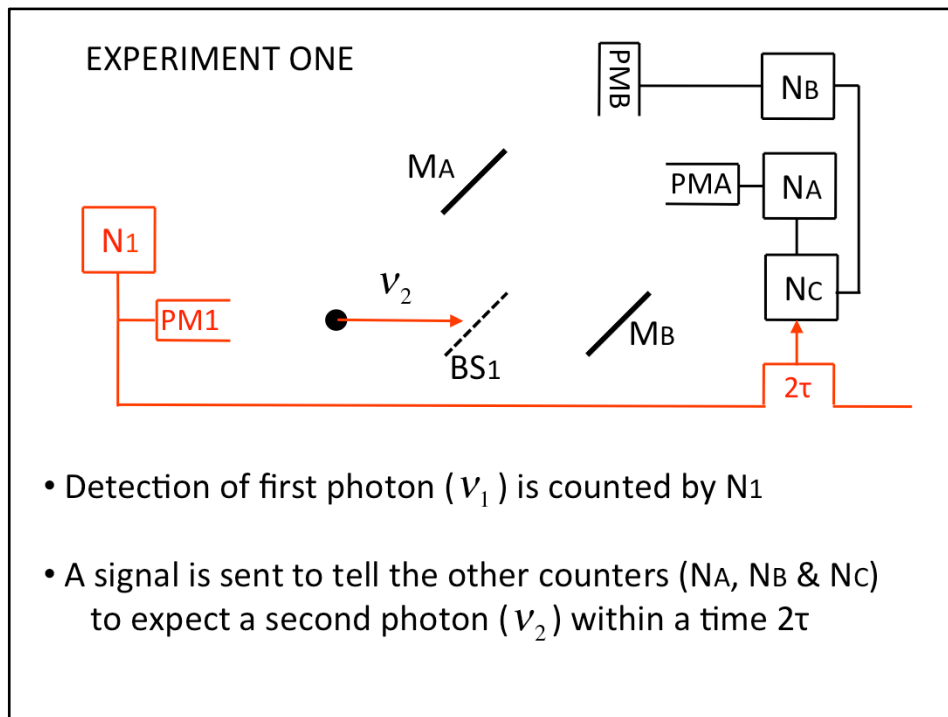 EXPERIMENT ONE
PMB
NB
MA
PMA
NA
N1
ν2
NC
PM1
MB
BS1
2τ
• Detection of first photon (ν1) is counted by N1
• A signal is sent to tell the other counters (NA, NB & NC)
to expect a second photon (ν2) within a time 2τ